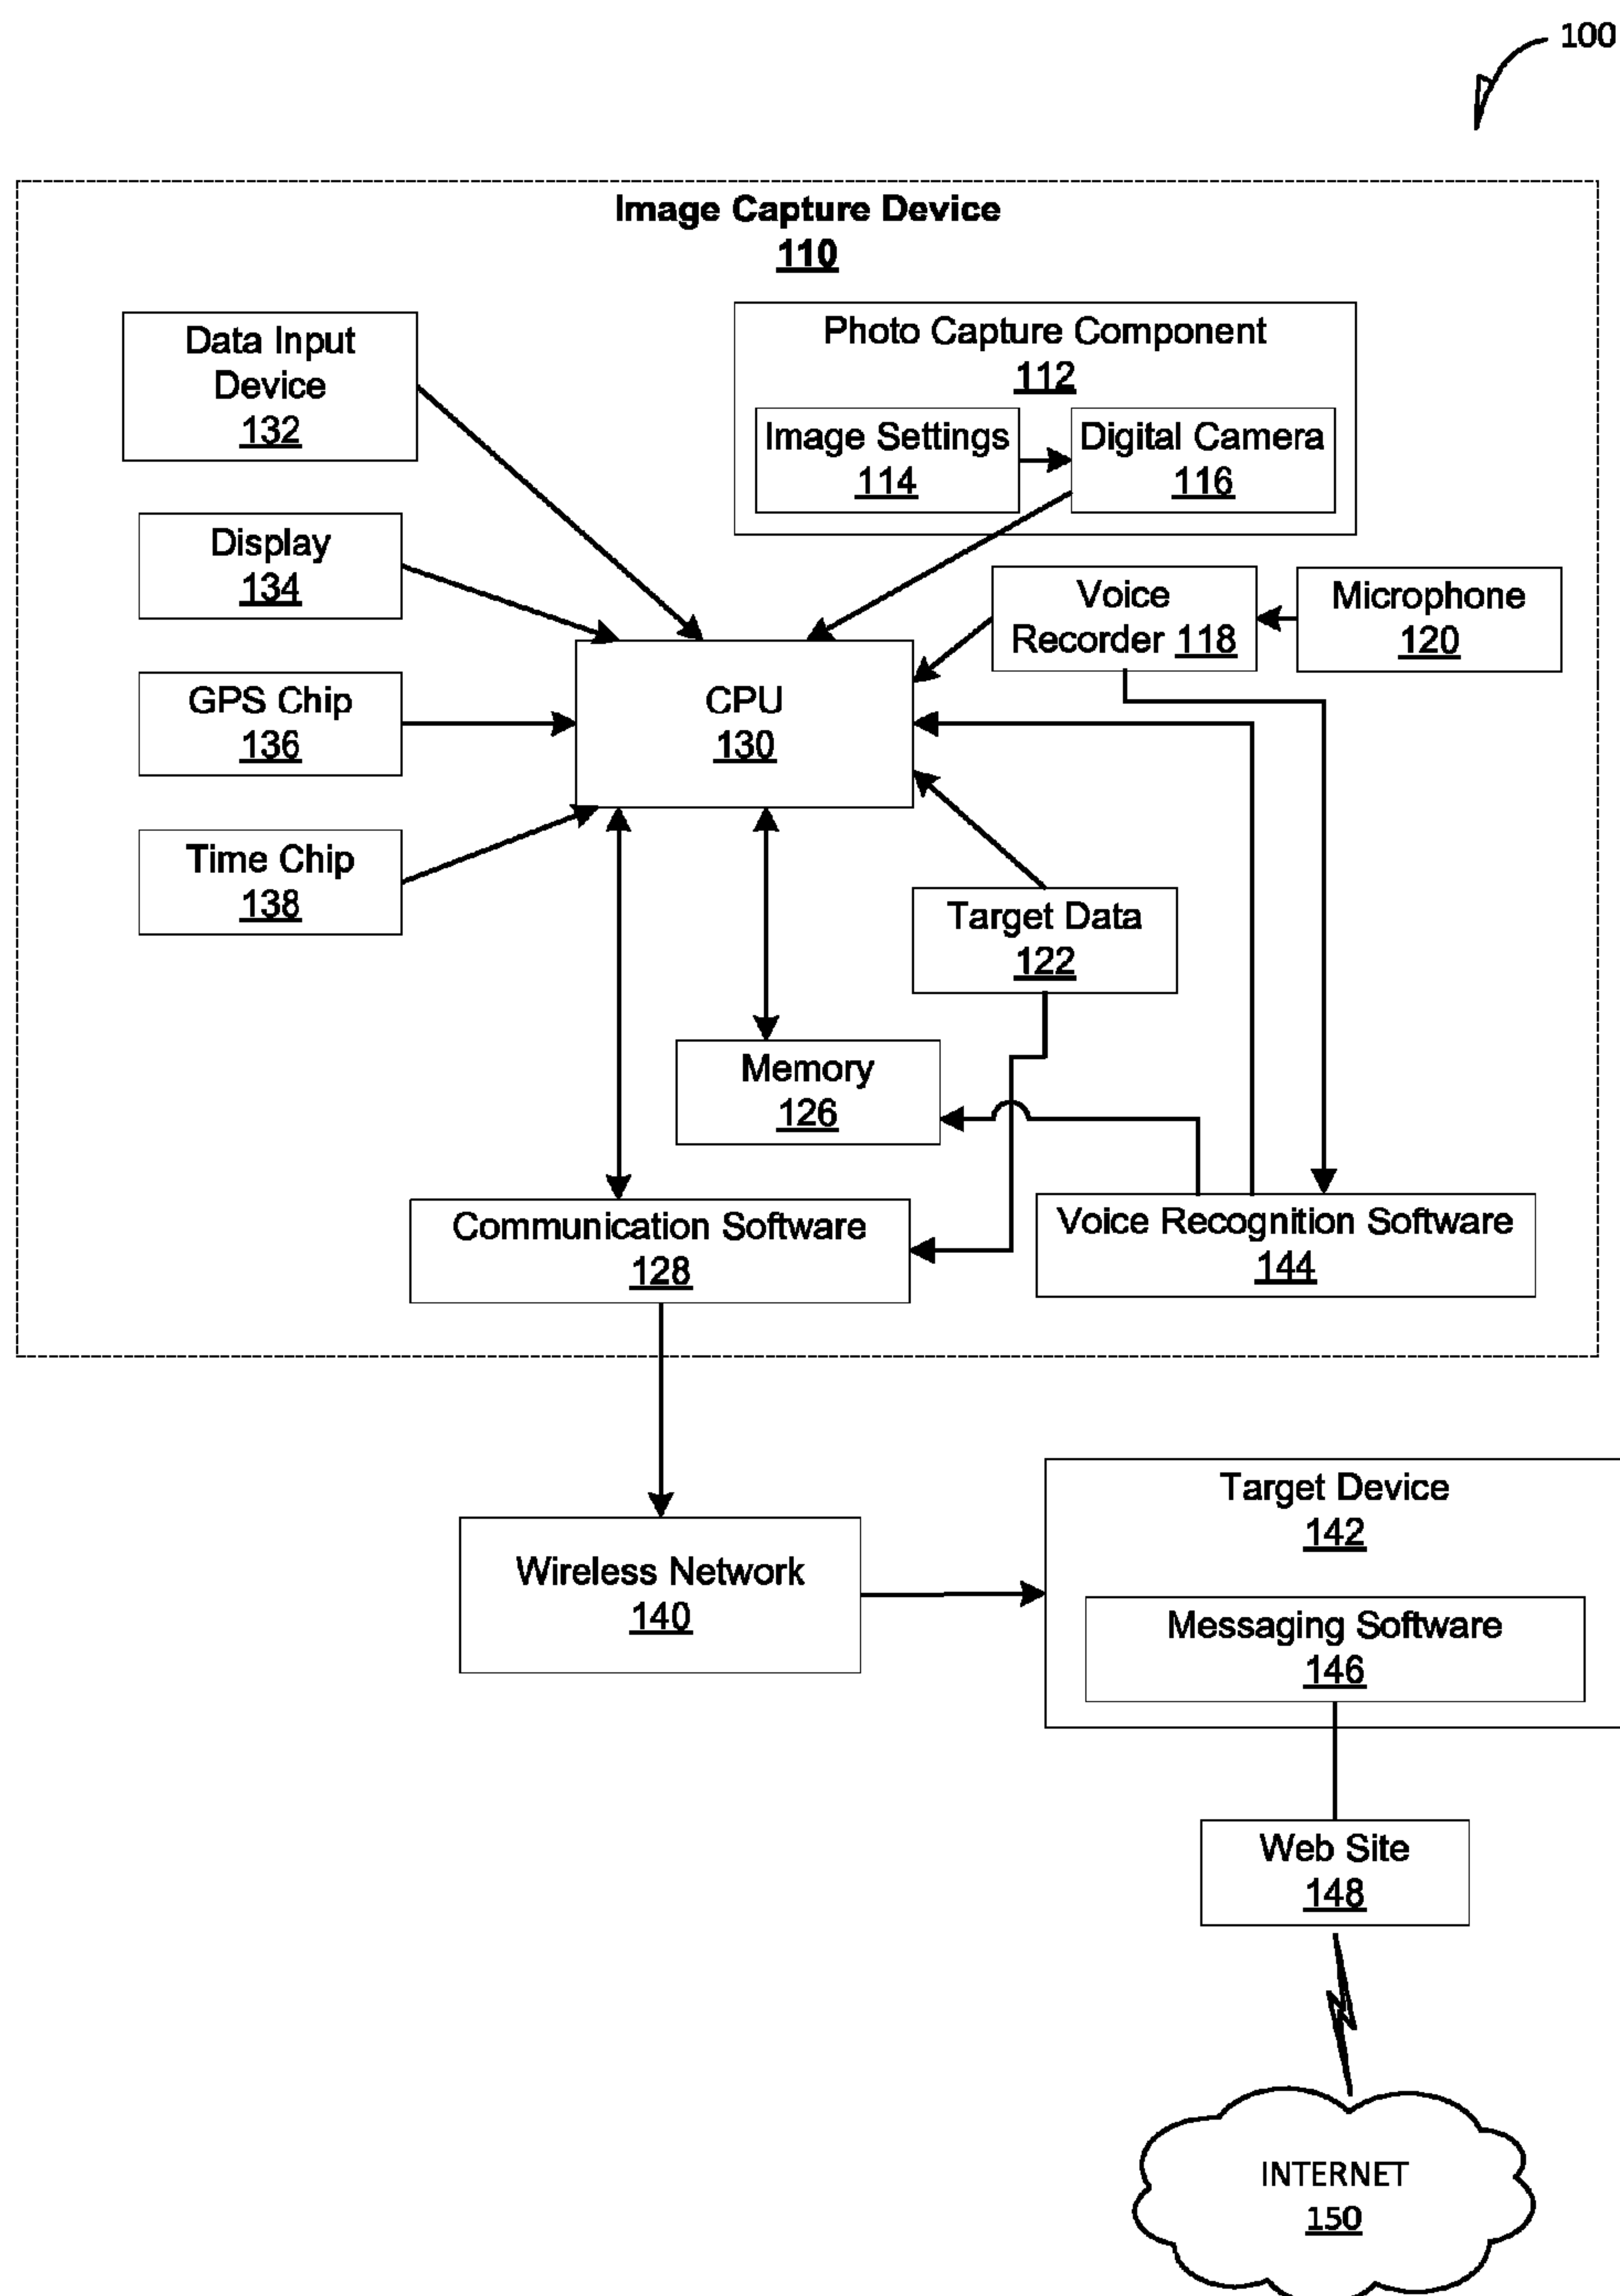 100
Image Capture Device
110
Data Input
Device
132
Photo Capture Component
112
Image Settings
114
Digital Camera
116
Display
134
Voice
Recorder 118
Microphone
120
GPS Chip
136
CPU
130
Time Chip
138
Target Data
122
Memory
126
Communication Software
128
Voice Recognition Software
144
Target Device
142
Wireless Network
140
Messaging Software
146
Web Site
148
INTERNET
150